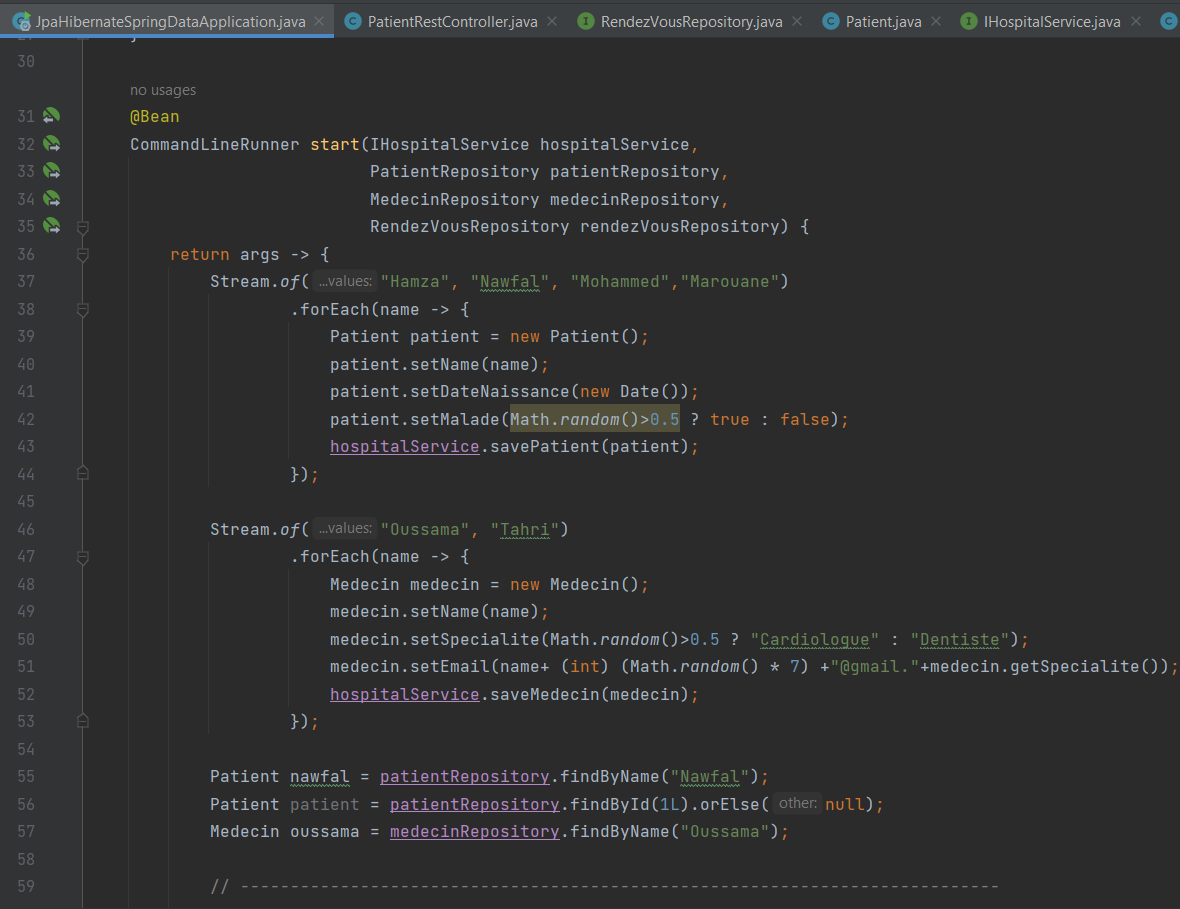 JpaHibernateSpringDataApplication.java PatientRestController.java RendezVousRepository.java Patient.java IHospitalService.java
30
no usages
31 @Bean
32 CommandLineRunner start(IHospitalService hospitalService,
33 PatientRepository patientRepository,
34 MedecinRepository medecinRepository,
35 RendezVousRepository rendezVousRepository) {
36 return args -> {
37 Stream.of( ...values: "Hamza", "Nawfal", "Mohammed","Marouane")
38 .forEach(name -> {
39 Patient patient = new Patient();
40 patient.setName(name);
41 patient.setDateNaissance(new Date());
42 patient.setMalade(Math.random()>0.5 ? true : false);
43 hospitalService.savePatient(patient);
44 });
45
46 Stream.of( ...values: "Oussama", "Tahri")
47 .forEach(name -> {
48 Medecin medecin = new Medecin();
49 medecin.setName(name);
50 medecin.setSpecialite(Math.random()>0.5 ? "Cardiologue" : "Dentiste");
51 medecin.setEmail(name+ (int) (Math.random() * 7) +"@gmail."+medecin.getSpecialite());
52 hospitalService.saveMedecin(medecin);
53 });
54
55 Patient nawfal = patientRepository.findByName("Nawfal");
56 Patient patient = patientRepository.findById(1L).orElse( other: null);
57 Medecin oussama = medecinRepository.findByName("Oussama");
58
59 // ----------------------------------------------------------------------------